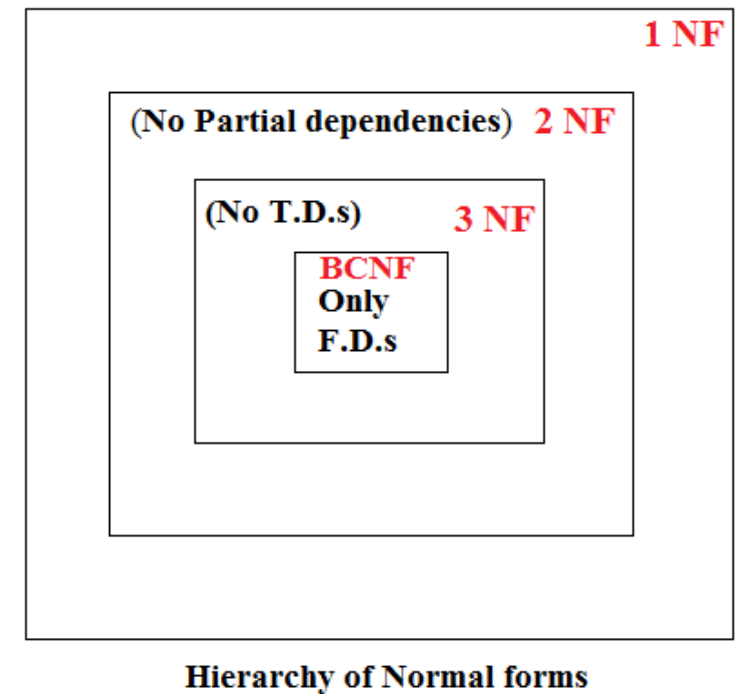 1 NF
(No Partial dependencies) 2 NF
(No T.D.s) 3 NF
BCNF
Only
F.D.s
Hierarchy of Normal forms